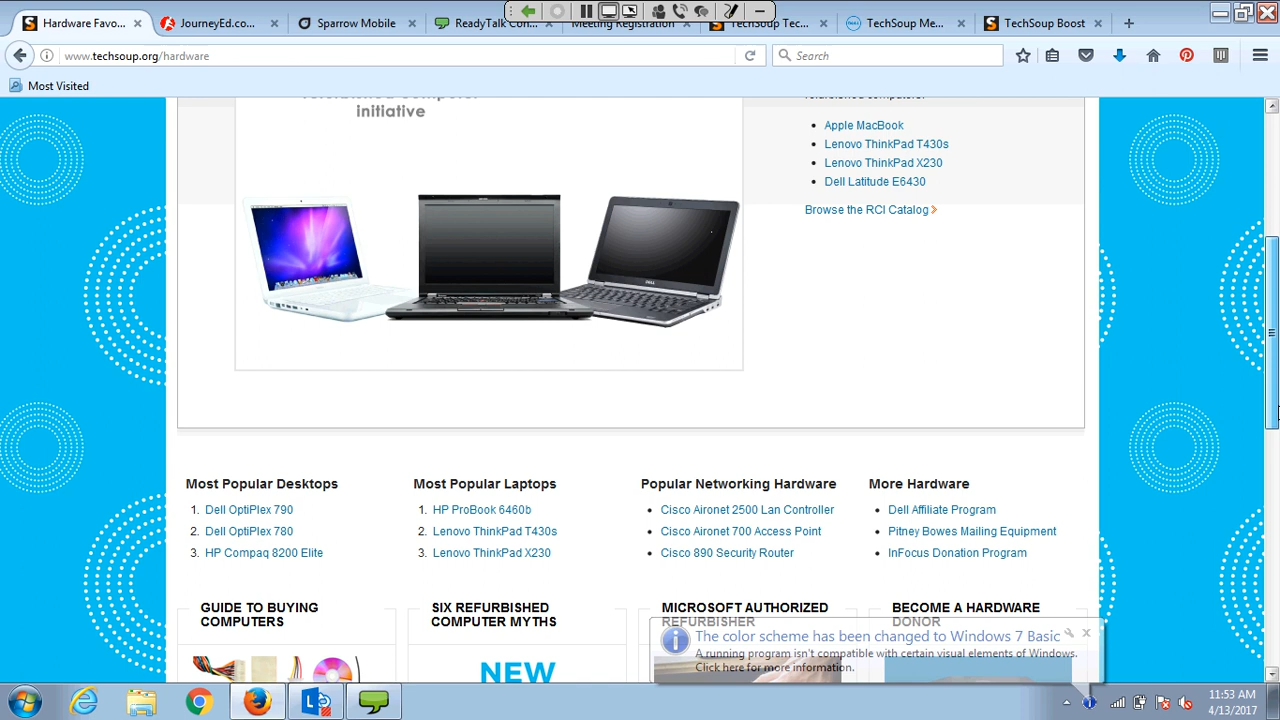 Hardware Favo...
JourneyEd.co...
Sparrow Mobile
ReadyTalk Con...
Meeting Registration
TechSoup Tec...
TechSoup Me...
TechSoup Boost
www.techsoup.org/hardware
Search
Most Visited
refurbished computer
initiative
refurbished computers:
Apple MacBook
Lenovo ThinkPad T430s
Lenovo ThinkPad X230
Dell Latitude E6430
Browse the RCI Catalog
DELL
Most Popular Desktops
1. Dell OptiPlex 790
2. Dell OptiPlex 780
3. HP Compaq 8200 Elite
Most Popular Laptops
1. HP ProBook 6460b
2. Lenovo ThinkPad T430s
3. Lenovo ThinkPad X230
Popular Networking Hardware
Cisco Aironet 2500 Lan Controller
Cisco Aironet 700 Access Point
Cisco 890 Security Router
More Hardware
Dell Affiliate Program
Pitney Bowes Mailing Equipment
InFocus Donation Program
GUIDE TO BUYING
COMPUTERS
SIX REFURBISHED
COMPUTER MYTHS
NEW
MICROSOFT AUTHORIZED
REFURBISHER
BECOME A HARDWARE
DONOR
The color scheme has been changed to Windows 7 Basic
A running program isn't compatible with certain visual elements of Windows.
Click here for more information.
11:53 AM
4/13/2017